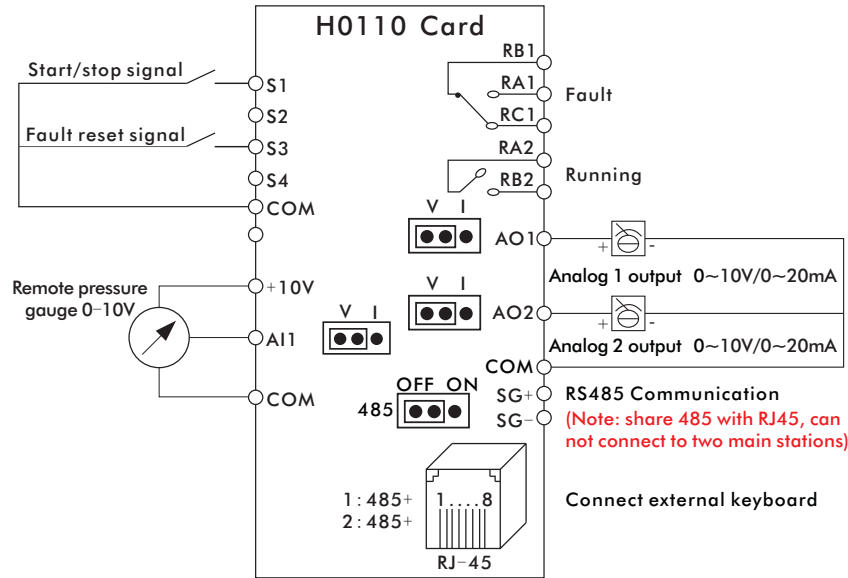 H0110 Card
Start/stop signal
S1
S2
Fault reset signal
S3
S4
COM
Remote pressure
gauge 0-10V
+10V
AI1
COM
V I
RB1
RA1
RC1
Fault
RA2
RB2
Running
V I
AO1
+ -
Analog 1 output 0~10V/0~20mA
V I
AO2
+ -
Analog 2 output 0~10V/0~20mA
COM
OFF ON
485
SG+
SG-
RS485 Communication
(Note: share 485 with RJ45, can
not connect to two main stations)
1:485+
2:485+
1....8
RJ-45
Connect external keyboard